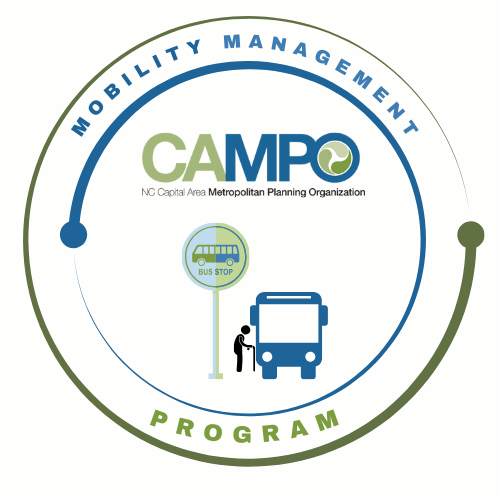 MOBILITY MANAGEMENT
CAMPO
NC Capital Area Metropolitan Planning Organization
BUS STOP
PROGRAM